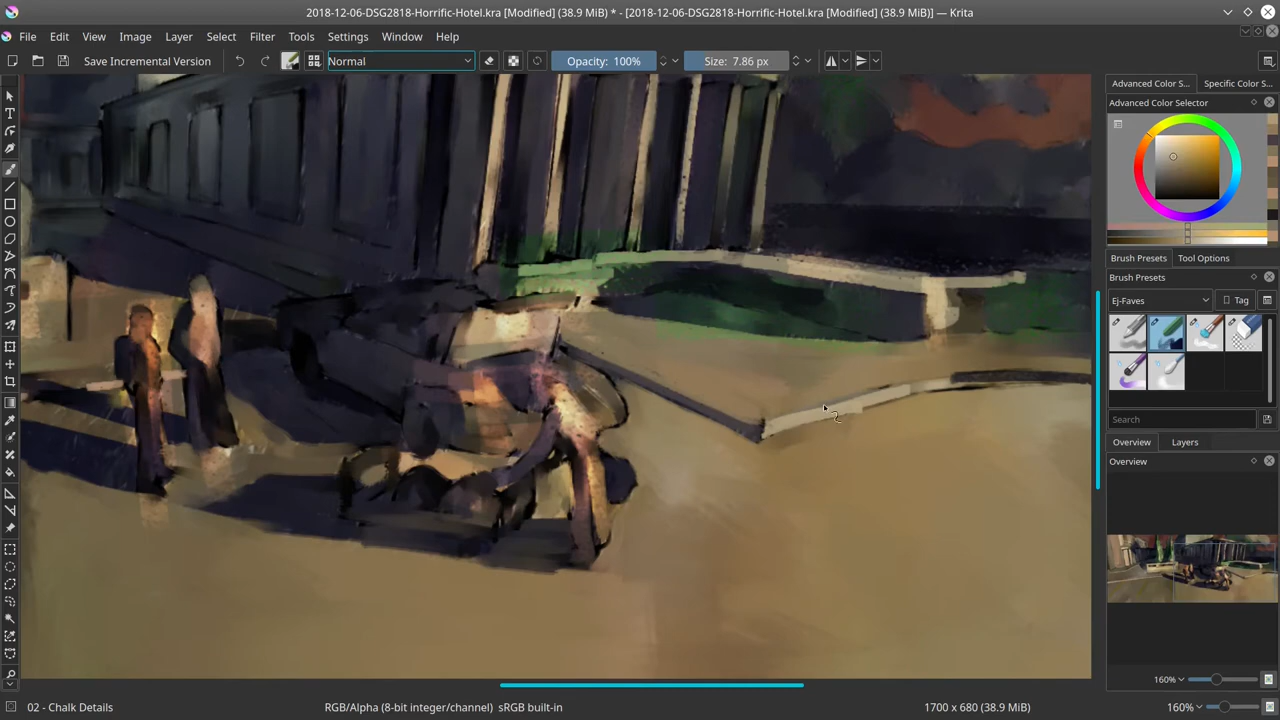 2018-12-06-DSG2818-Horrific-Hotel.kra [Modified] (38.9 MiB) * - [2018-12-06-DSG2818-Horrific-Hotel.kra [Modified] (38.9 MiB)] — Krita
File Edit View Image Layer Select Filter Tools Settings Window Help
Save Incremental Version Normal Opacity: 100% Size: 7.86 px
Advanced Color S... Specific Color S...
Advanced Color Selector
Brush Presets Tool Options
Brush Presets
Ej-Faves Tag
Search
Overview Layers
Overview
160%
02 - Chalk Details RGB/Alpha (8-bit integer/channel) sRGB built-in 1700 x 680 (38.9 MiB) 160%